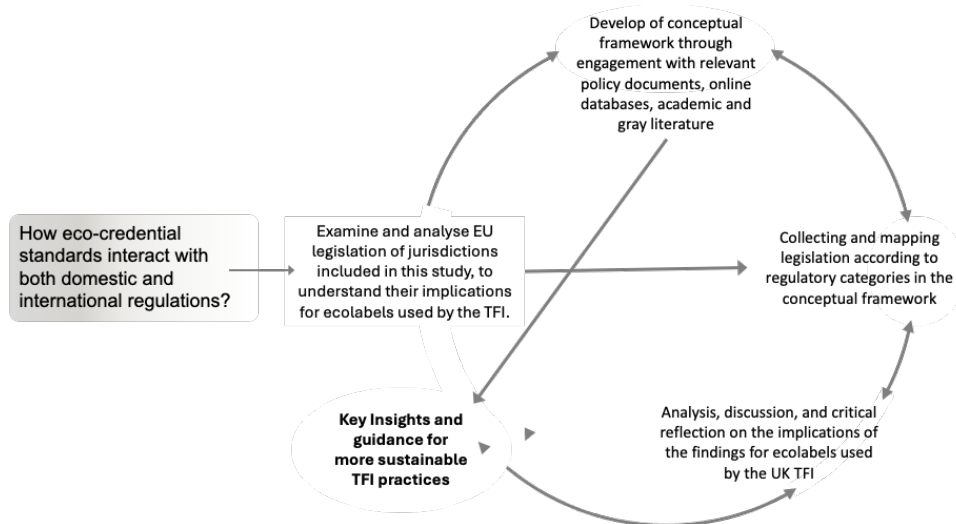 Develop of conceptual
framework through
engagement with relevant
policy documents, online
databases, academic and
gray literature
How eco-credential
standards interact with
both domestic and
international regulations?
Examine and analyse EU
legislation of jurisdictions
included in this study, to
understand their implications
for ecolabels used by the TFI.
Collecting and mapping
legislation according to
regulatory categories in the
conceptual framework
Key Insights and
guidance for
more sustainable
TFI practices
Analysis, discussion, and critical
reflection on the implications of
the findings for ecolabels used
by the UK TFI